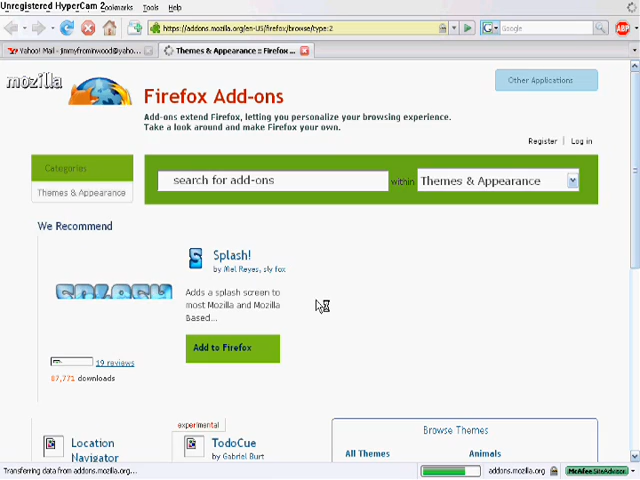 Unregistered HyperCam 2
Bookmarks Tools Help
https://addons.mozilla.org/en-US/firefox/browse/type:2
Google
ABP
Yahoo! Mail - jimmyfrominwood@yahoo...
Themes & Appearance :: Firefox ...
mozilla
Other Applications
Firefox Add-ons
Add-ons extend Firefox, letting you personalize your browsing experience.
Take a look around and make Firefox your own.
Register | Log in
Categories
Themes & Appearance
search for add-ons within Themes & Appearance
We Recommend
Splash!
by Mel Reyes, sly fox
SPLASH
Adds a splash screen to
most Mozilla and Mozilla
Based...
Add to Firefox
19 reviews
87,771 downloads
experimental
Location
Navigator
TodoCue
by Gabriel Burt
Browse Themes
All Themes
Animals
Transferring data from addons.mozilla.org...
addons.mozilla.org
McAfee SiteAdvisor